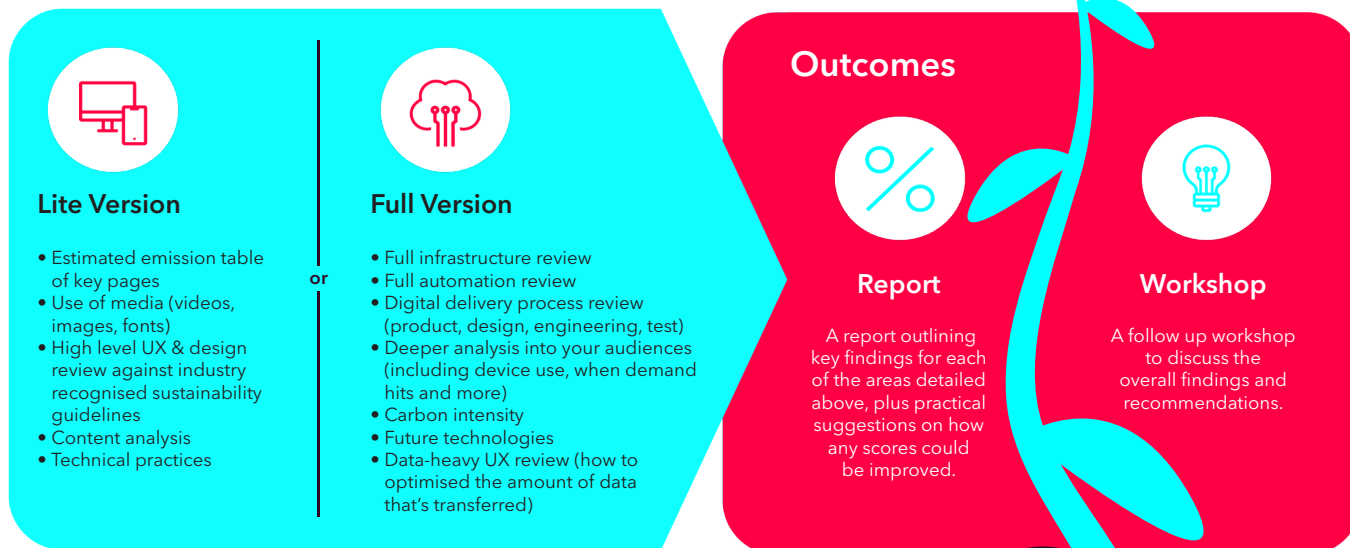 Lite Version
• Estimated emission table
of key pages
• Use of media (videos,
images, fonts)
• High level UX & design
review against industry
recognised sustainability
guidelines
• Content analysis
• Technical practices
or
Full Version
• Full infrastructure review
• Full automation review
• Digital delivery process review
(product, design, engineering, test)
• Deeper analysis into your audiences
(including device use, when demand
hits and more)
• Carbon intensity
• Future technologies
• Data-heavy UX review (how to
optimised the amount of data
that’s transferred)
Outcomes
Report
A report outlining
key findings for each
of the areas detailed
above, plus practical
suggestions on how
any scores could
be improved.
Workshop
A follow up workshop
to discuss the
overall findings and
recommendations.